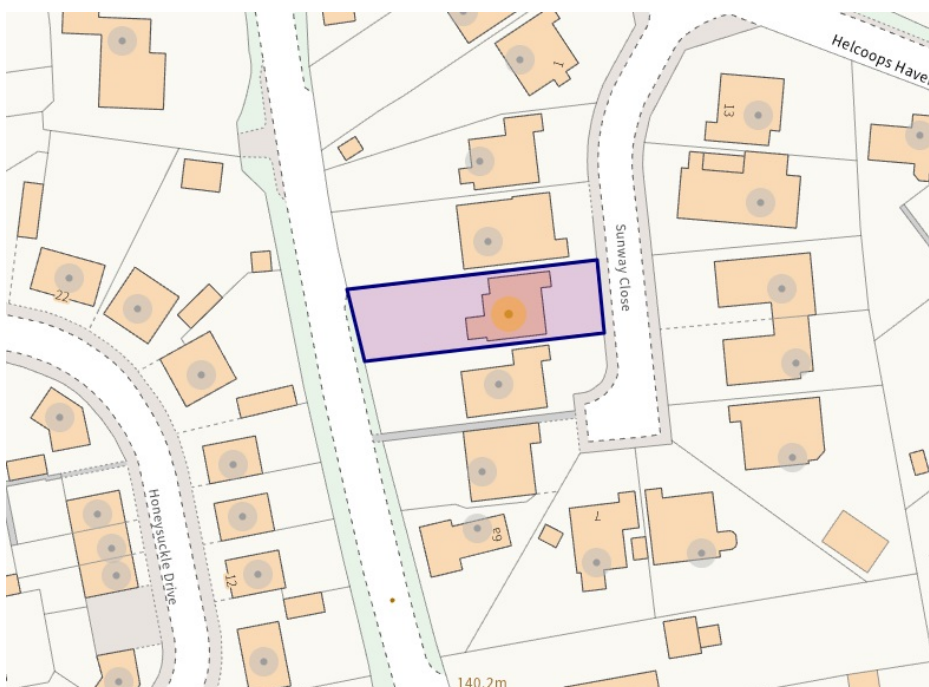 Helcoops Haven
1
13
Sunway Close
22
Honeysuckle Drive
12
7
6a
140.2m